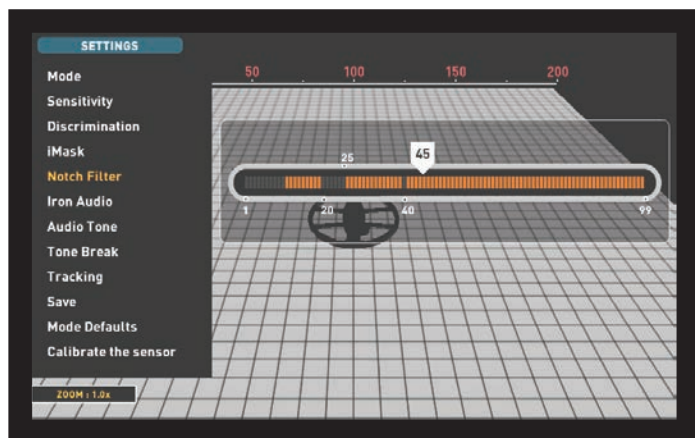 SETTINGS
Mode
Sensitivity
Discrimination
iMask
Notch Filter
Iron Audio
Audio Tone
Tone Break
Tracking
Save
Mode Defaults
Calibrate the sensor
ZOOM : 1.0x
50 100 150 200
25 45
1 20 40 99